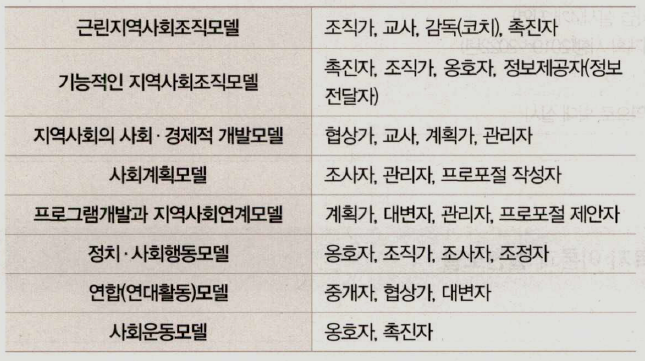 근린지역사회조직모델 조직가, 교사, 감독(코치), 촉진자
기능적인 지역사회조직모델 촉진자, 조직가, 옹호자, 정보제공자(정보
전달자)
지역사회의 사회·경제적 개발모델 협상가, 교사, 계획가, 관리자
사회계획모델 조사자, 관리자, 프로포절 작성자
프로그램개발과 지역사회연계모델 계획가, 대변자, 관리자, 프로포절 제안자
정치·사회행동모델 옹호자, 조직가, 조사자, 조정자
연합(연대활동)모델 중개자, 협상가, 대변자
사회운동모델 옹호자, 촉진자